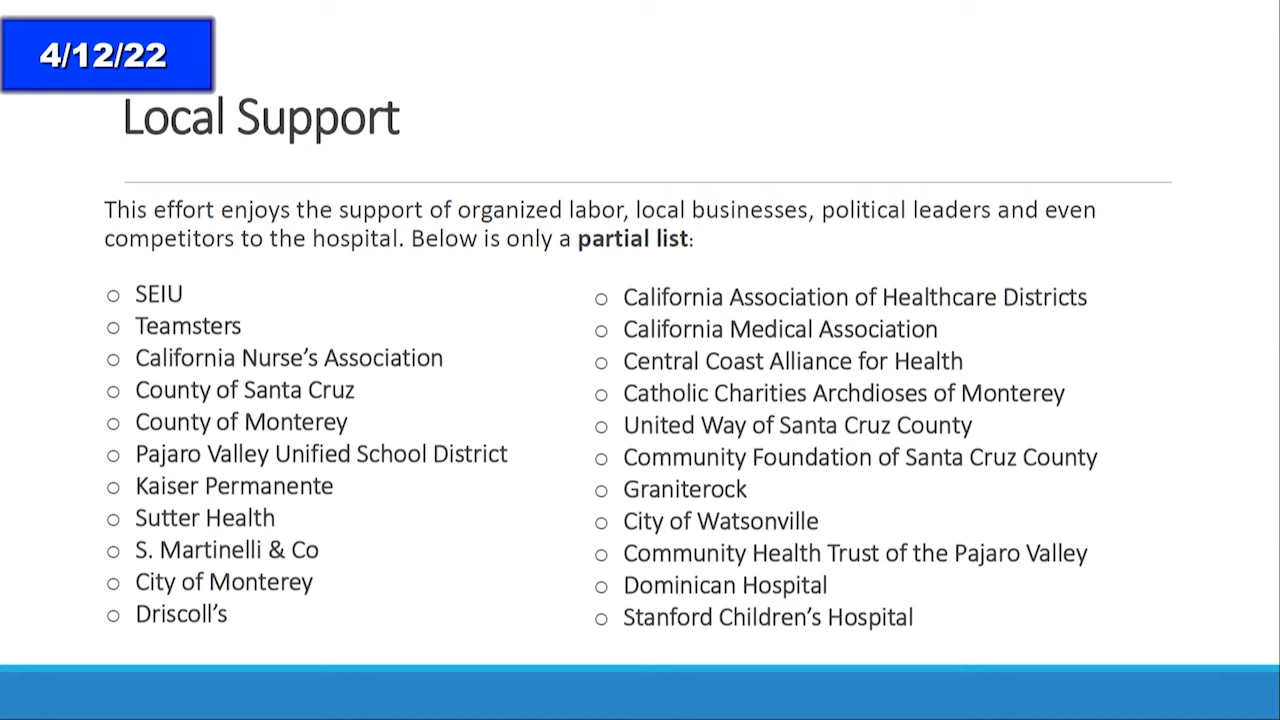 4/12/22
Local Support
This effort enjoys the support of organized labor, local businesses, political leaders and even
competitors to the hospital. Below is only a partial list:
○ SEIU
○ Teamsters
○ California Nurse’s Association
○ County of Santa Cruz
○ County of Monterey
○ Pajaro Valley Unified School District
○ Kaiser Permanente
○ Sutter Health
○ S. Martinelli & Co
○ City of Monterey
○ Driscoll’s
○ California Association of Healthcare Districts
○ California Medical Association
○ Central Coast Alliance for Health
○ Catholic Charities Archdioses of Monterey
○ United Way of Santa Cruz County
○ Community Foundation of Santa Cruz County
○ Graniterock
○ City of Watsonville
○ Community Health Trust of the Pajaro Valley
○ Dominican Hospital
○ Stanford Children’s Hospital